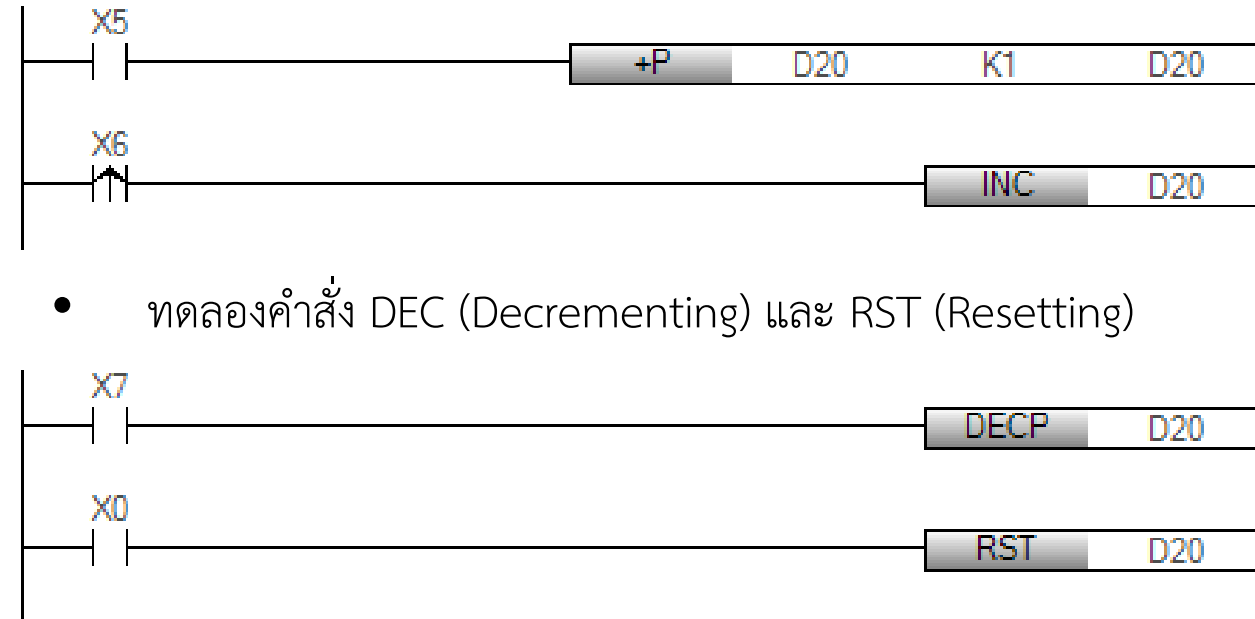 X5
+P D20 K1 D20
X6
INC D20
• ทดลองคำสั่ง DEC (Decrementing) และ RST (Resetting)
X7
DECP D20
X0
RST D20